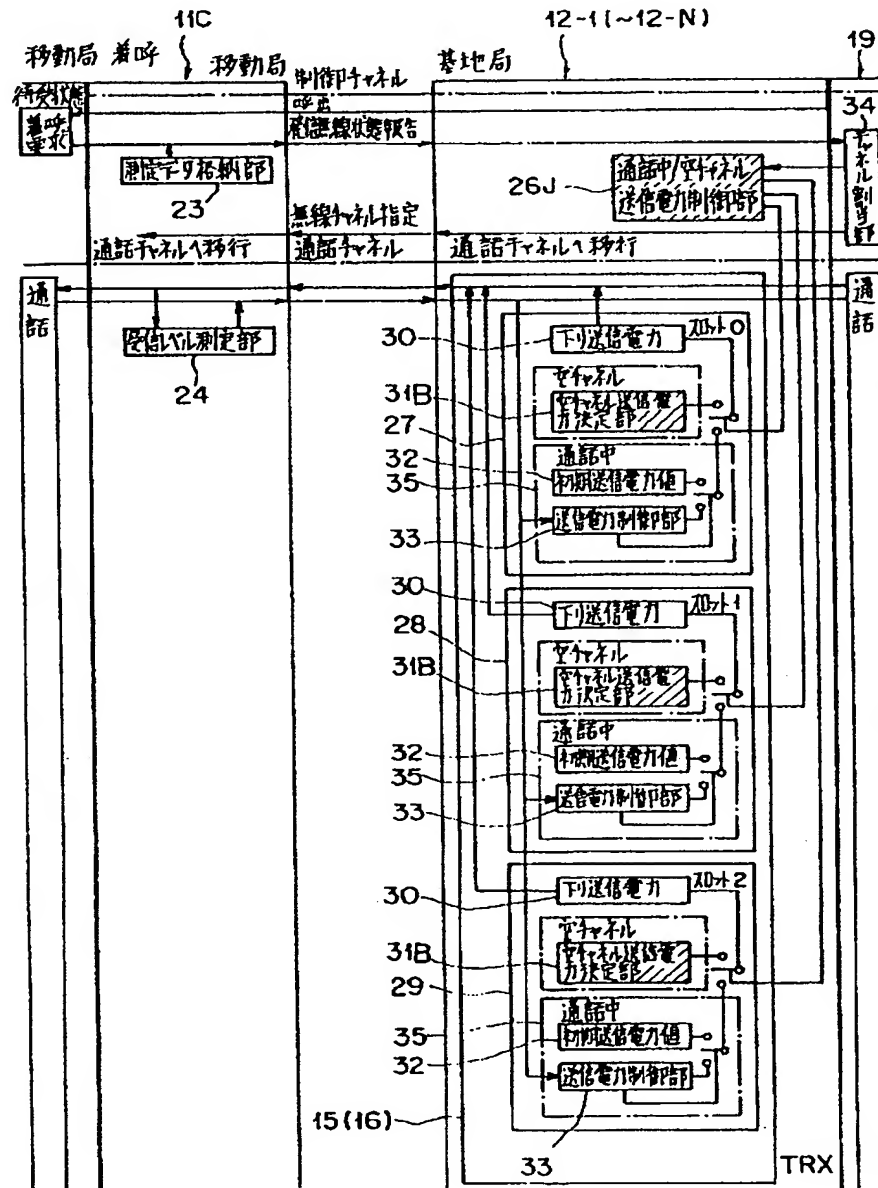 11C
12-1(~12-N)
19
移動局 着呼
移動局
制御チャネル
基地局
34
待受状態
呼出
着呼
要求
受信無線状態報告
チャネル割当部
測定データ格納部
23
26J
通話中/空チャネル
送信電力制御部
無線チャネル指定
通話チャネルへ移行
通話チャネル
通話チャネルへ移行
通話
通話
受信レベル測定部
24
30
下り送信電力
スロット0
空チャネル
31B
空チャネル送信電
力決定部
27
通話中
32
初期送信電力値
35
33
送信電力制御部
30
下り送信電力
スロット1
28
空チャネル
31B
空チャネル送信電
力決定部
通話中
32
初期送信電力値
35
33
送信電力制御部
30
下り送信電力
スロット2
空チャネル
31B
空チャネル送信電
力決定部
29
通話中
35
初期送信電力値
32
送信電力制御部
15(16)
33
TRX